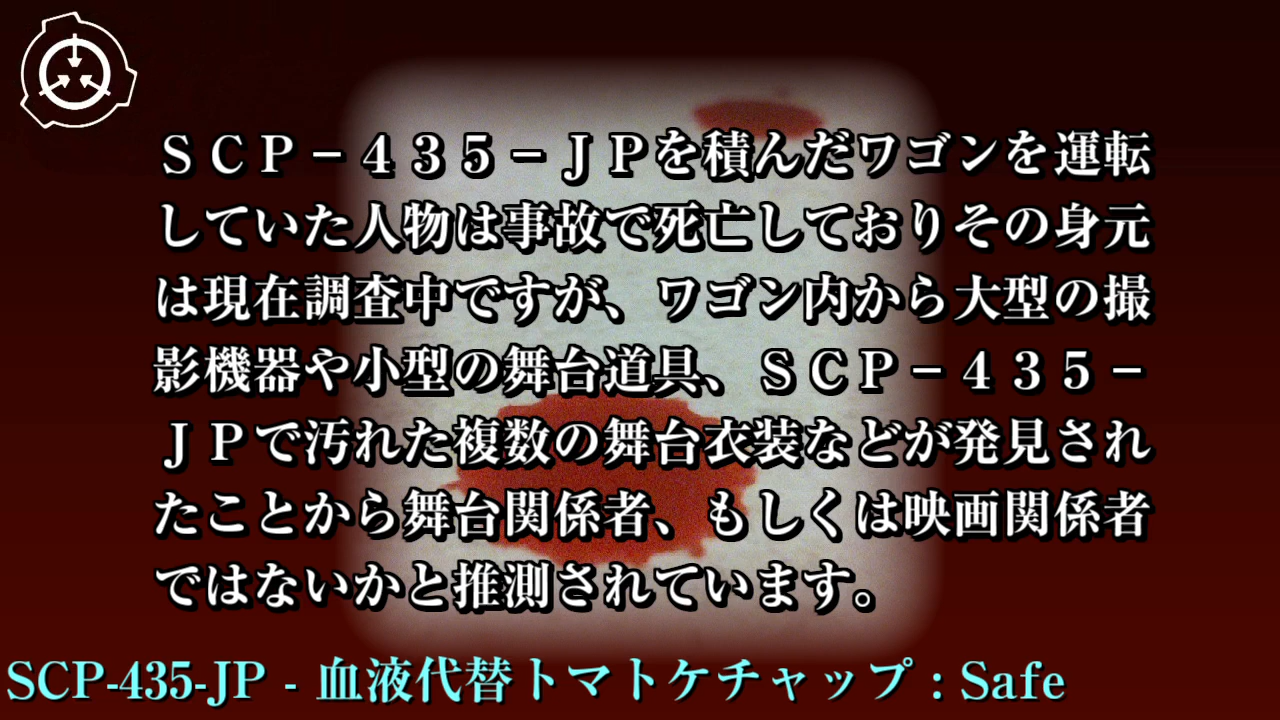 SCP－435－JPを積んだワゴンを運転
していた人物は事故で死亡しておりその身元
は現在調査中ですが、ワゴン内から大型の撮
影機器や小型の舞台道具、SCP－435－
JPで汚れた複数の舞台衣装などが発見され
たことから舞台関係者、もしくは映画関係者
ではないかと推測されています。
SCP-435-JP - 血液代替トマトケチャップ：Safe